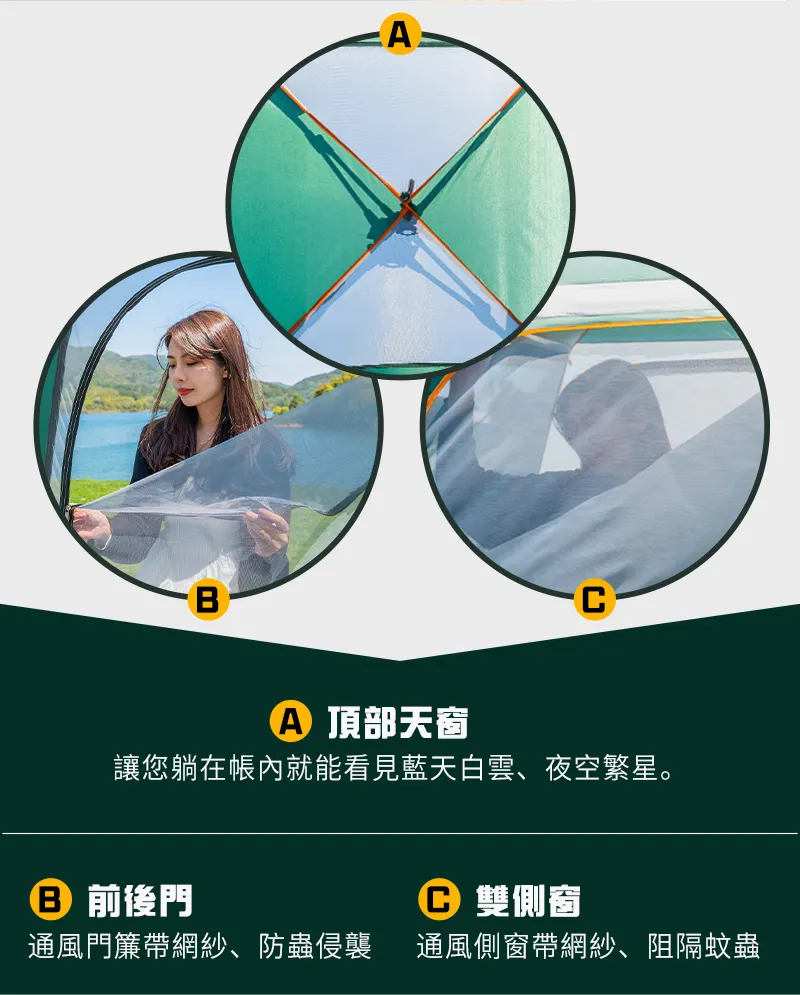 A
B
C
A 頂部天窗
讓您躺在帳內就能看見藍天白雲、夜空繁星。
B 前後門
通風門簾帶網紗、防蟲侵襲
C 雙側窗
通風側窗帶網紗、阻隔蚊蟲